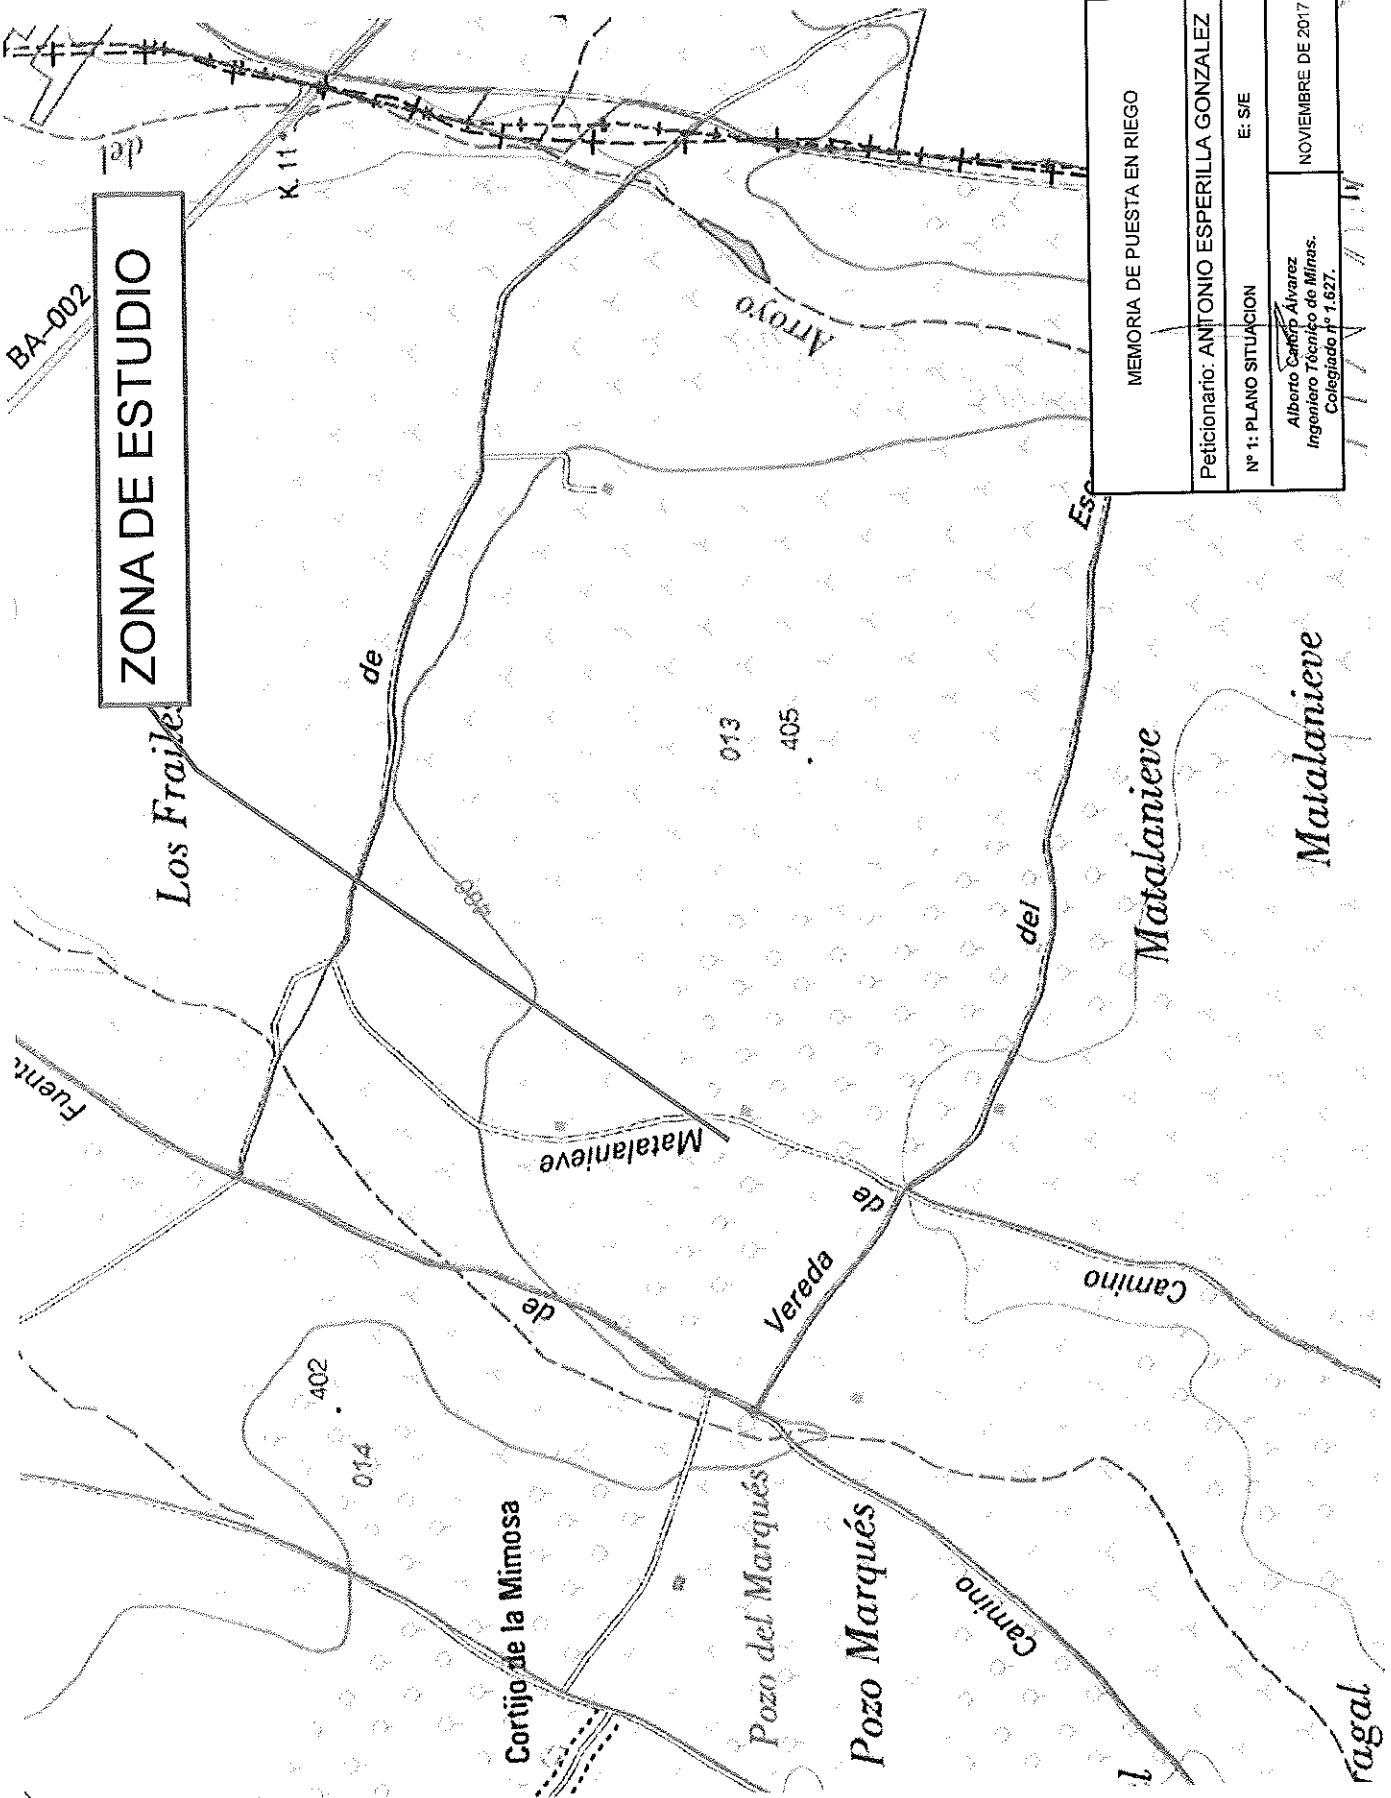 BA-002
ZONA DE ESTUDIO
del
K. 11
Los Frailes
de
Fuent
400
013
405
Arroyo
Matalanieve
de
402
014
Vereda
de
del
Matalanieve
Matalanieve
Camino
Cortijo de la Mimosa
Pozo del Marqués
Pozo Marqués
Camino
ragal
MEMORIA DE PUESTA EN RIEGO
Peticionario: ANTONIO ESPERILLA GONZALEZ
Nº 1: PLANO SITUACION
E: S/E
Alberto Calero Álvarez
Ingeniero Técnico de Minas.
Colegiado nº 1.627.
NOVIEMBRE DE 2017